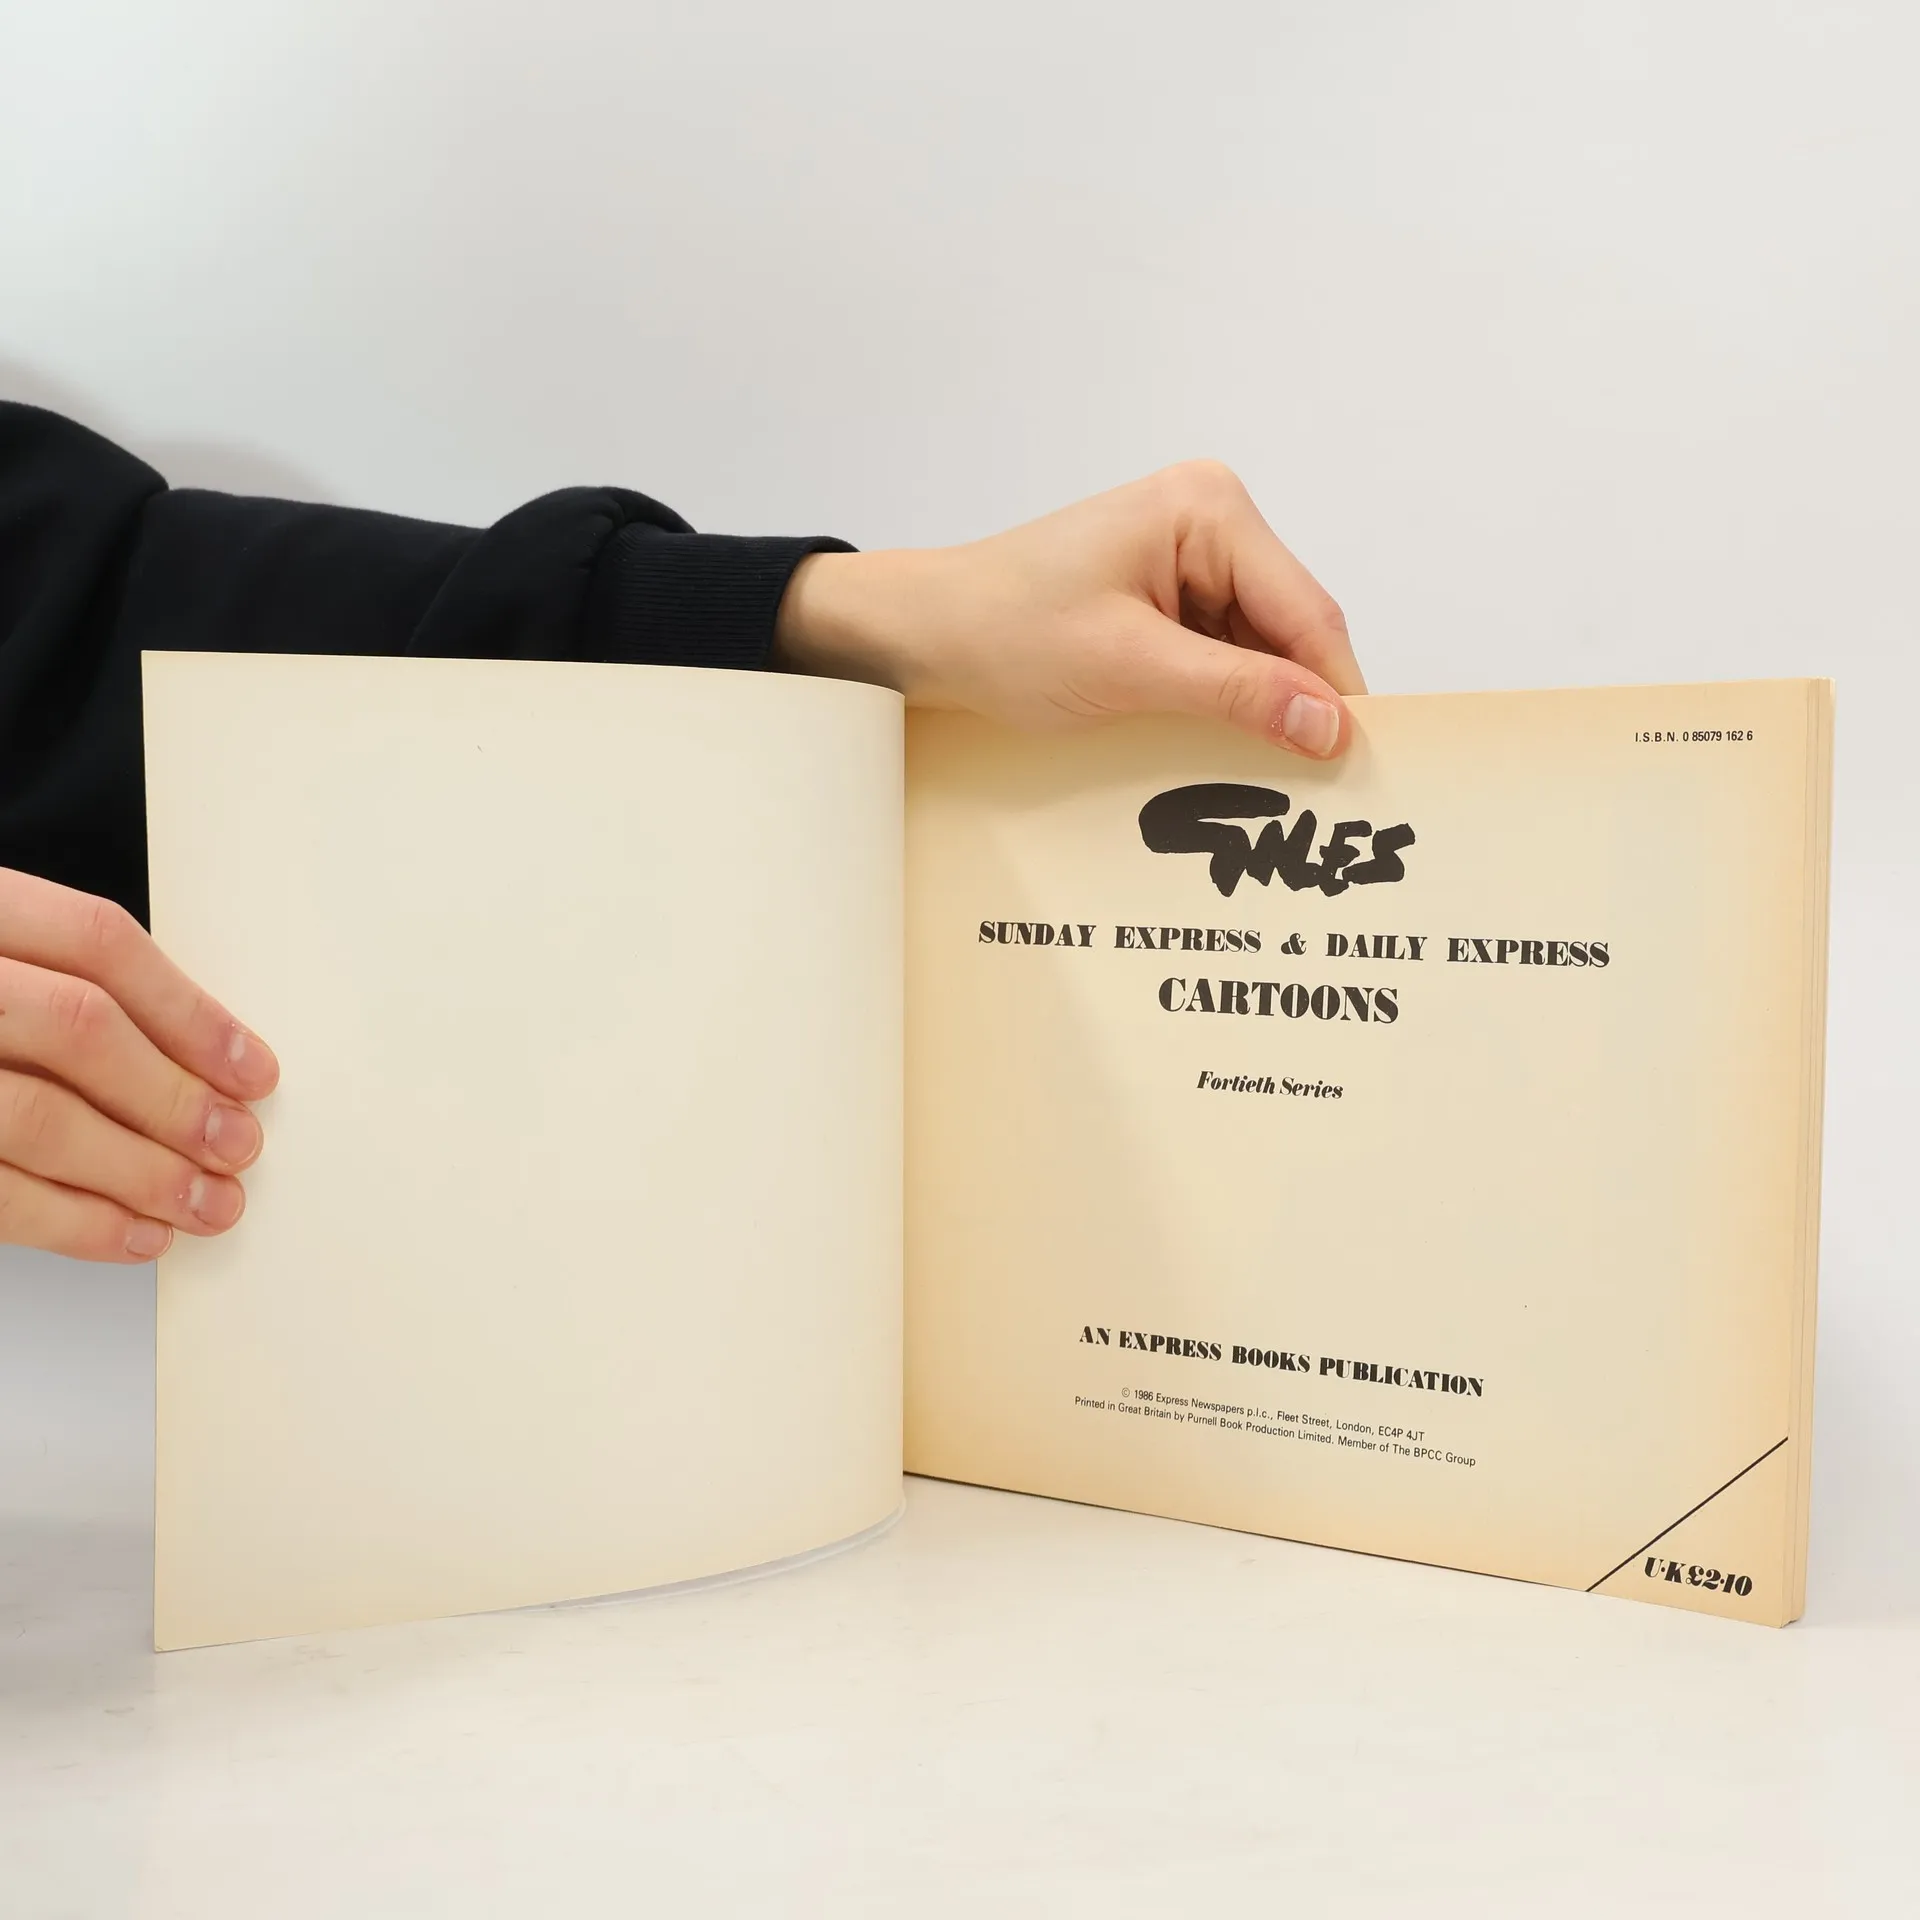 I.S.B.N. 0 85079 162 6
GILES
SUNDAY EXPRESS & DAILY EXPRESS
CARTOONS
Fortieth Series
AN EXPRESS BOOKS PUBLICATION
© 1986 Express Newspapers p.l.c., Fleet Street, London, EC4P 4JT
Printed in Great Britain by Purnell Book Production Limited. Member of The BPCC Group
U·K £2·10